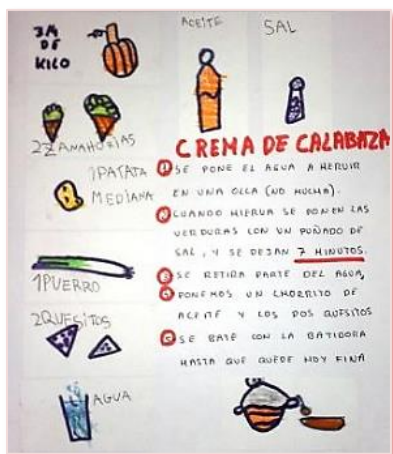 3/4
DE
KILO
ACEITE
SAL
2 ZANAHORIAS
1 PATATA
MEDIANA
1 PUERRO
2 QUESITOS
AGUA
CREMA DE CALABAZA
1 SE PONE EL AGUA A HERVIR
EN UNA OLLA (NO MUCHA).
2 CUANDO HIERVA SE PONEN LAS
VERDURAS CON UN PUÑADO DE
SAL, Y SE DEJAN 7 MINUTOS.
3 SE RETIRA PARTE DEL AGUA,
4 PONEMOS UN CHORRITO DE
ACEITE Y LOS DOS QUESITOS
5 SE BATE CON LA BATIDORA
HASTA QUE QUEDE MUY FINA